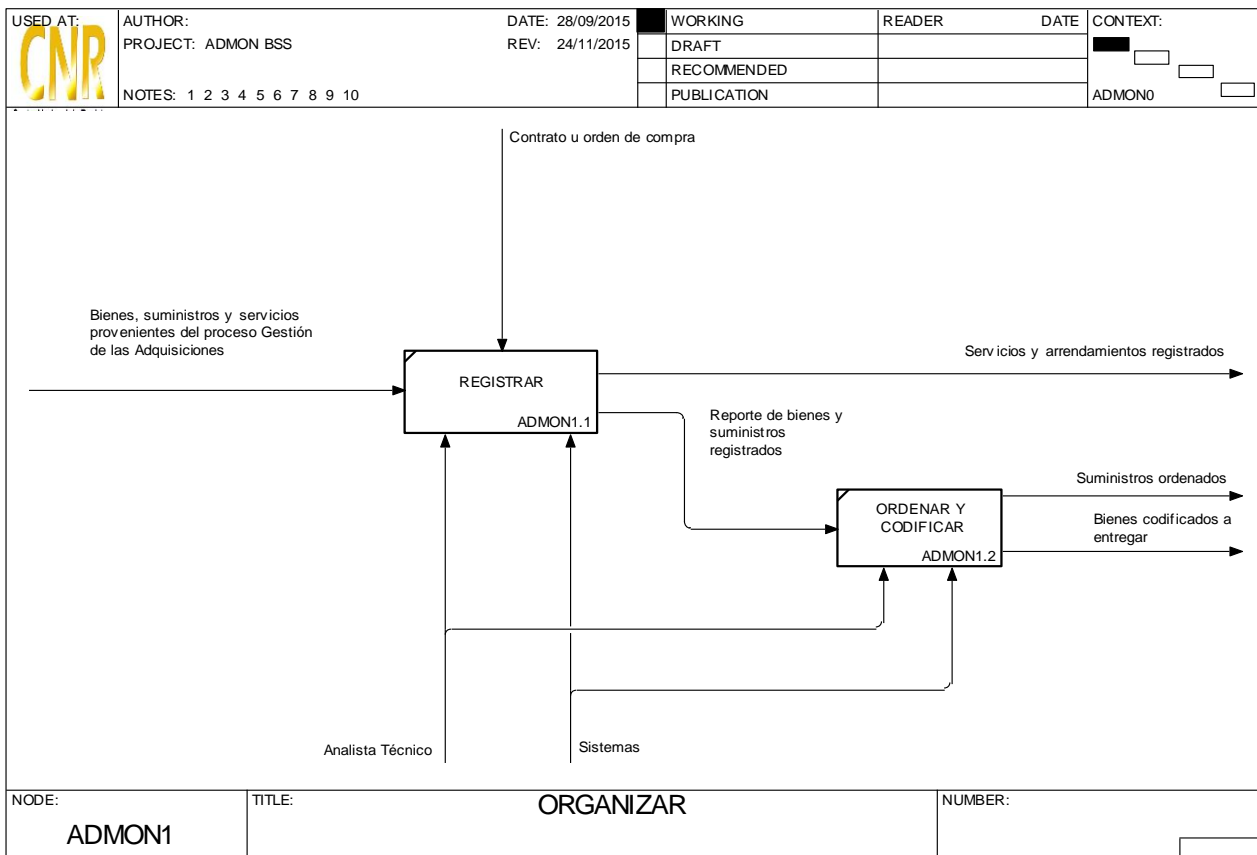 USED AT:
CNR
AUTHOR:
DATE: 28/09/2015
PROJECT: ADMON BSS
REV: 24/11/2015
NOTES: 1 2 3 4 5 6 7 8 9 10
WORKING
DRAFT
RECOMMENDED
PUBLICATION
READER DATE
CONTEXT:
ADMON0
Contrato u orden de compra
Bienes, suministros y servicios
provenientes del proceso Gestión
de las Adquisiciones
REGISTRAR
ADMON1.1
Servicios y arrendamientos registrados
Reporte de bienes y
suministros
registrados
ORDENAR Y
CODIFICAR
ADMON1.2
Suministros ordenados
Bienes codificados a
entregar
Analista Técnico
Sistemas
NODE:
ADMON1
TITLE:
ORGANIZAR
NUMBER: